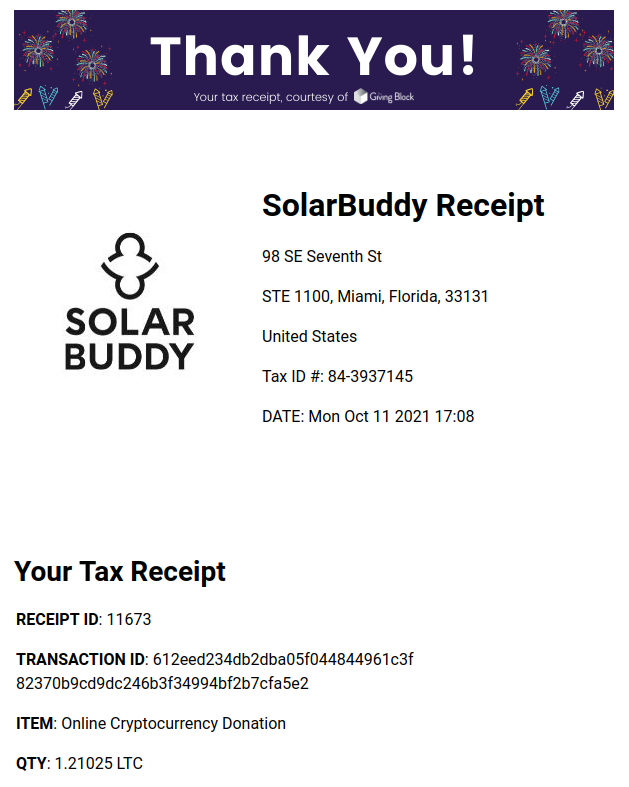 Thank You!
Your tax receipt, courtesy of Giving Block
SolarBuddy Receipt
SOLAR
BUDDY
98 SE Seventh St
STE 1100, Miami, Florida, 33131
United States
Tax ID #: 84-3937145
DATE: Mon Oct 11 2021 17:08
Your Tax Receipt
RECEIPT ID: 11673
TRANSACTION ID: 612eed234db2dba05f044844961c3f
82370b9cd9dc246b3f34994bf2b7cfa5e2
ITEM: Online Cryptocurrency Donation
QTY: 1.21025 LTC